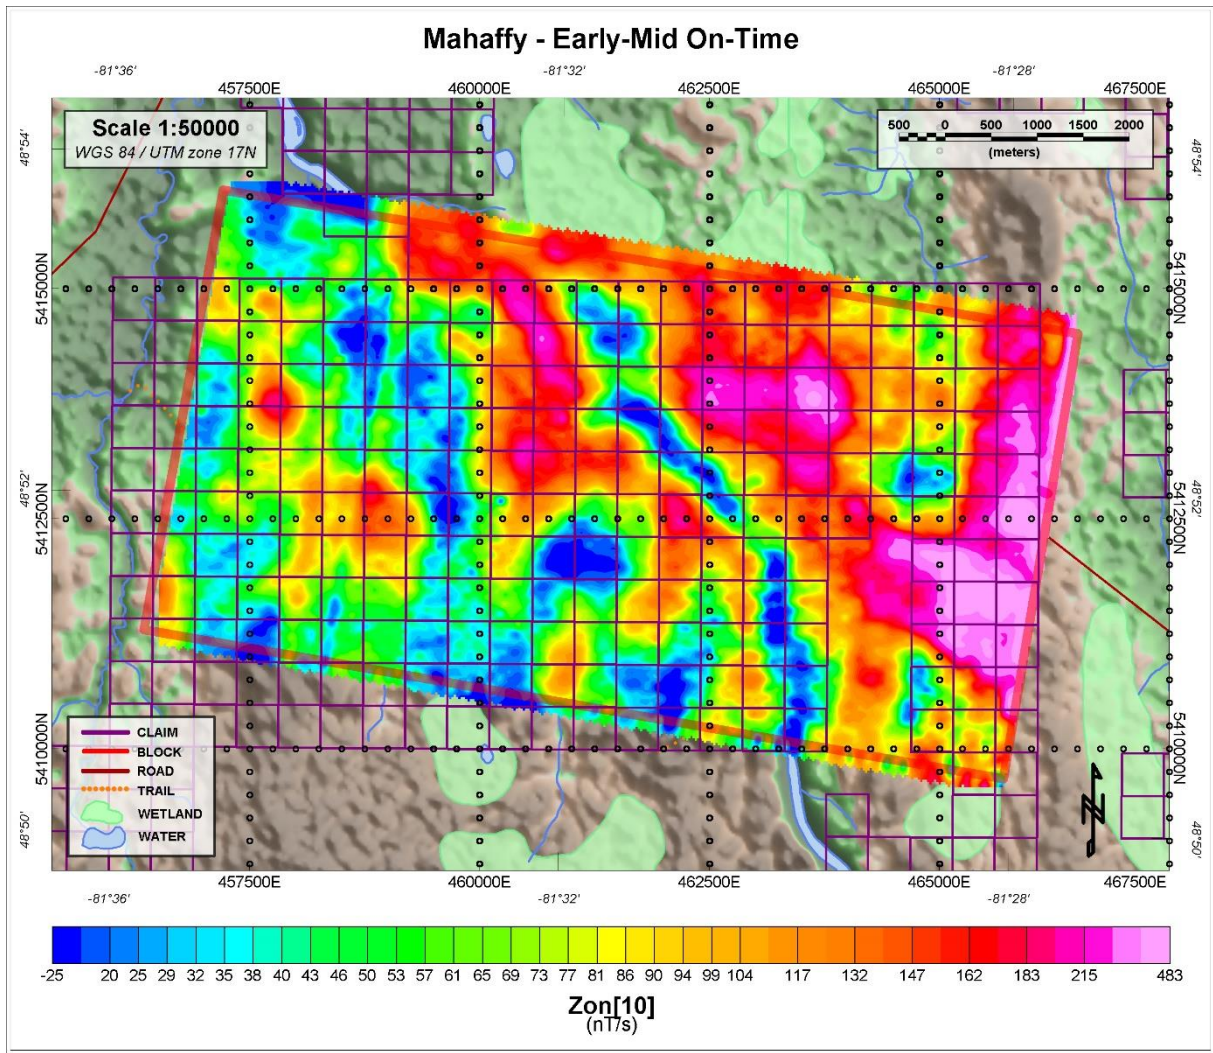 Mahaffy - Early-Mid On-Time
-81°36' -81°32' -81°28'
457500E 460000E 462500E 465000E 467500E
Scale 1:50000
WGS 84 / UTM zone 17N
500 0 500 1000 1500 2000
(meters)
48°54' 48°54'
5415000N 5415000N
48°52' 48°52'
5412500N 5412500N
5410000N 5410000N
48°50' 48°50'
CLAIM
BLOCK
ROAD
TRAIL
WETLAND
WATER
N
457500E 460000E 462500E 465000E 467500E
-81°36' -81°32' -81°28'
-25 20 25 29 32 35 38 40 43 46 50 53 57 61 65 69 73 77 81 86 90 94 99 104 117 132 147 162 183 215 483
Zon[10]
(nT/s)